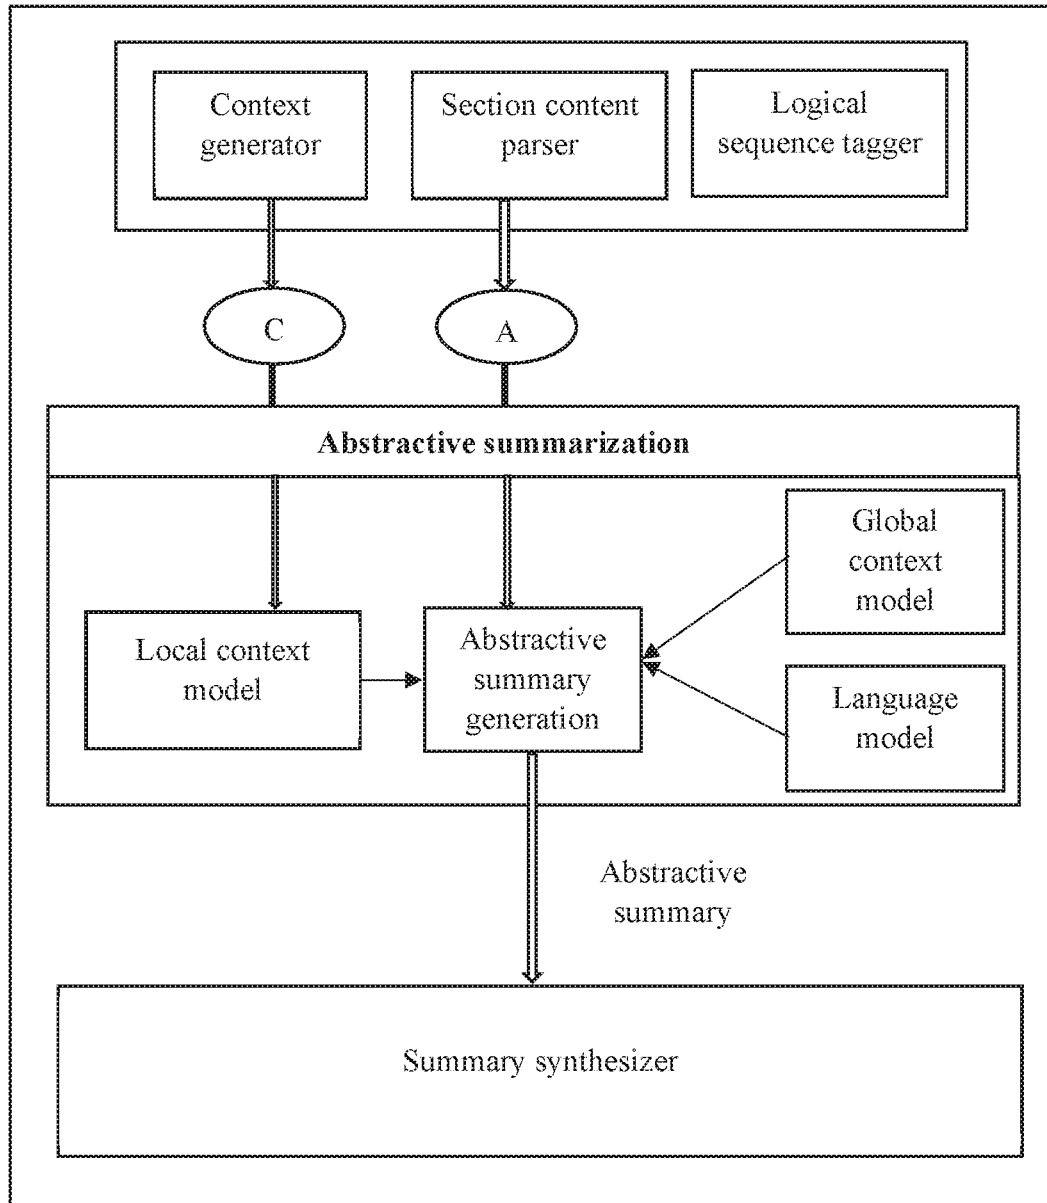 Context
generator
Section content
parser
Logical
sequence tagger
C
A
Abstractive summarization
Global
context
model
Local context
model
Abstractive
summary
generation
Language
model
Abstractive
summary
Summary synthesizer